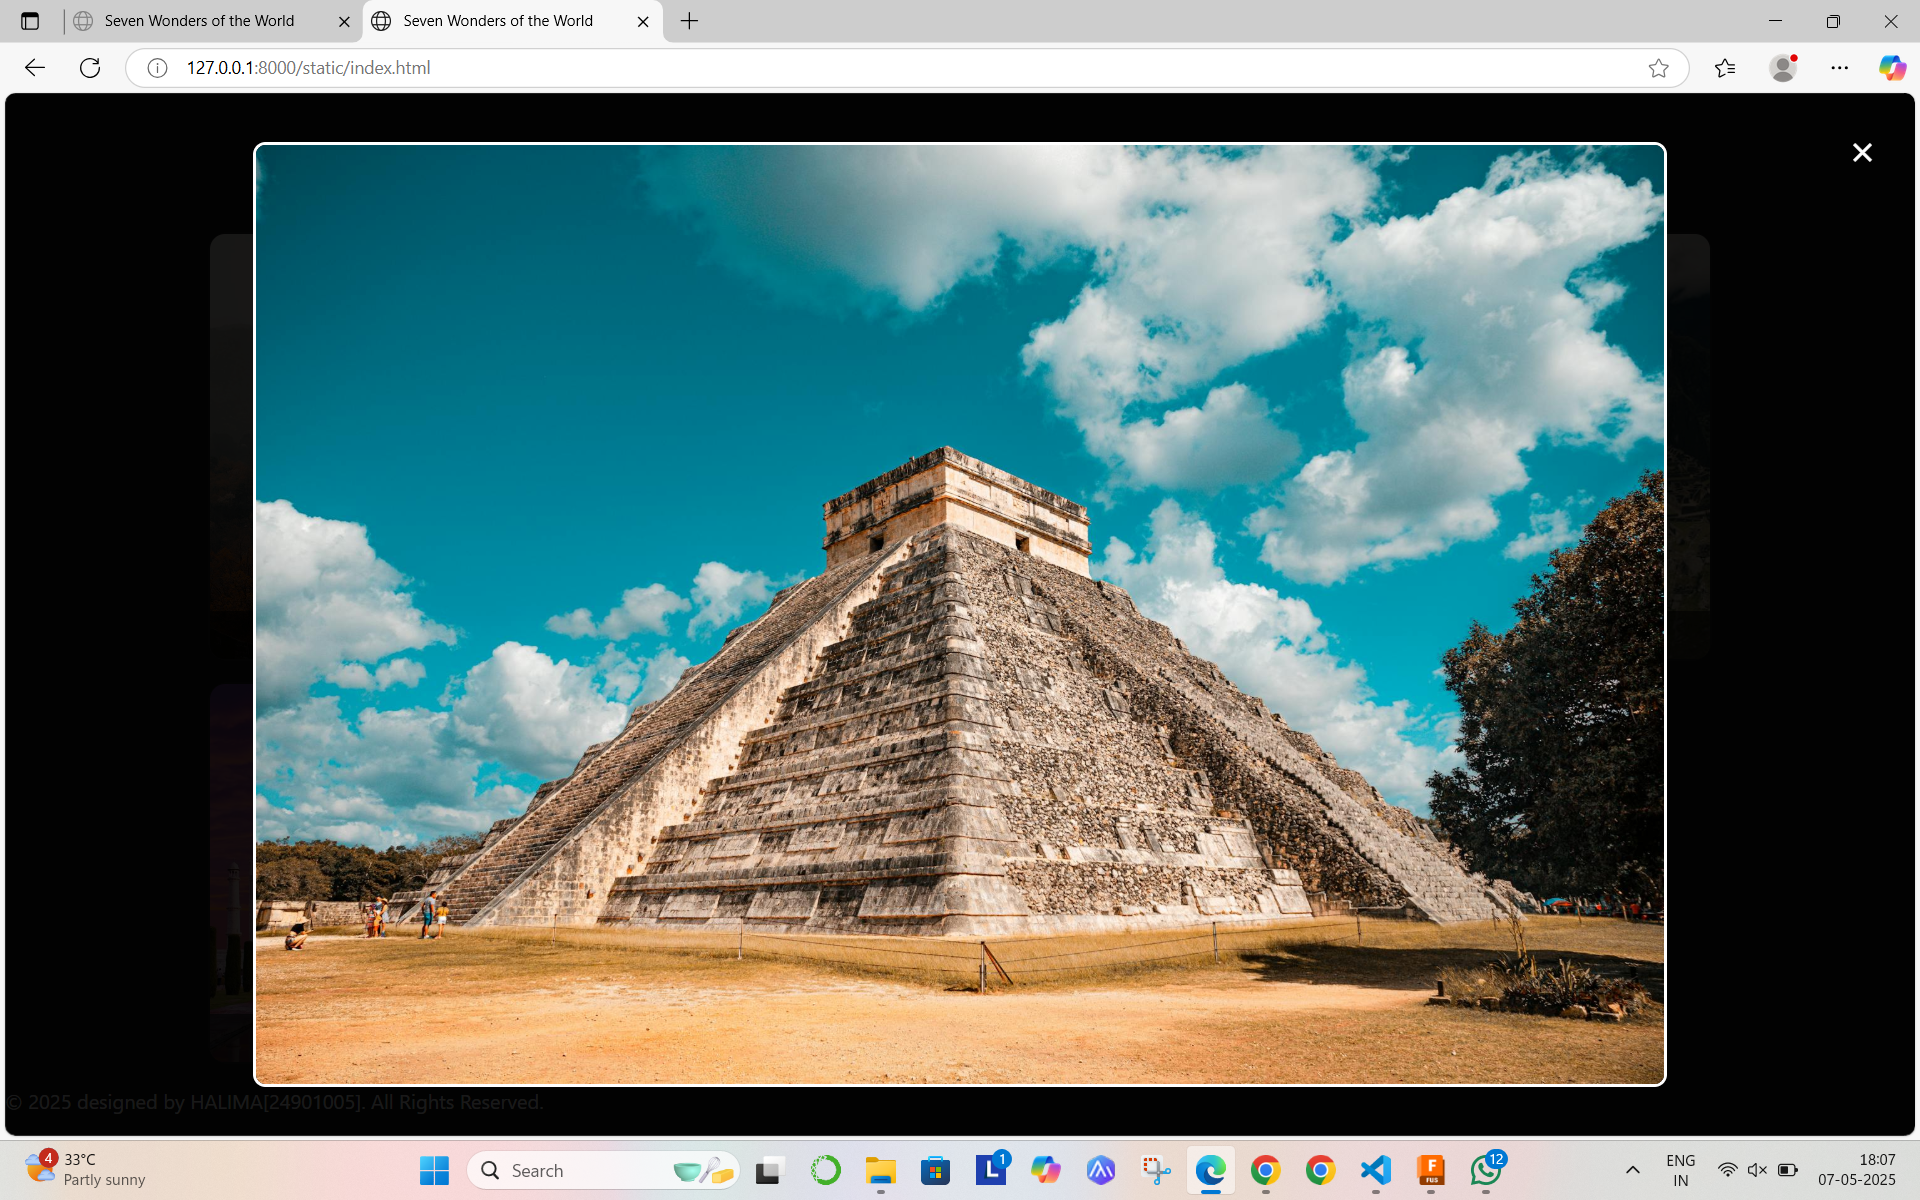 Seven Wonders of the World
Seven Wonders of the World
127.0.0.1:8000/static/index.html
© 2025 designed by HALIMA[24901005]. All Rights Reserved.
4
33°C
Partly sunny
Search
L
1
F
FUS
12
ENG
IN
18:07
07-05-2025